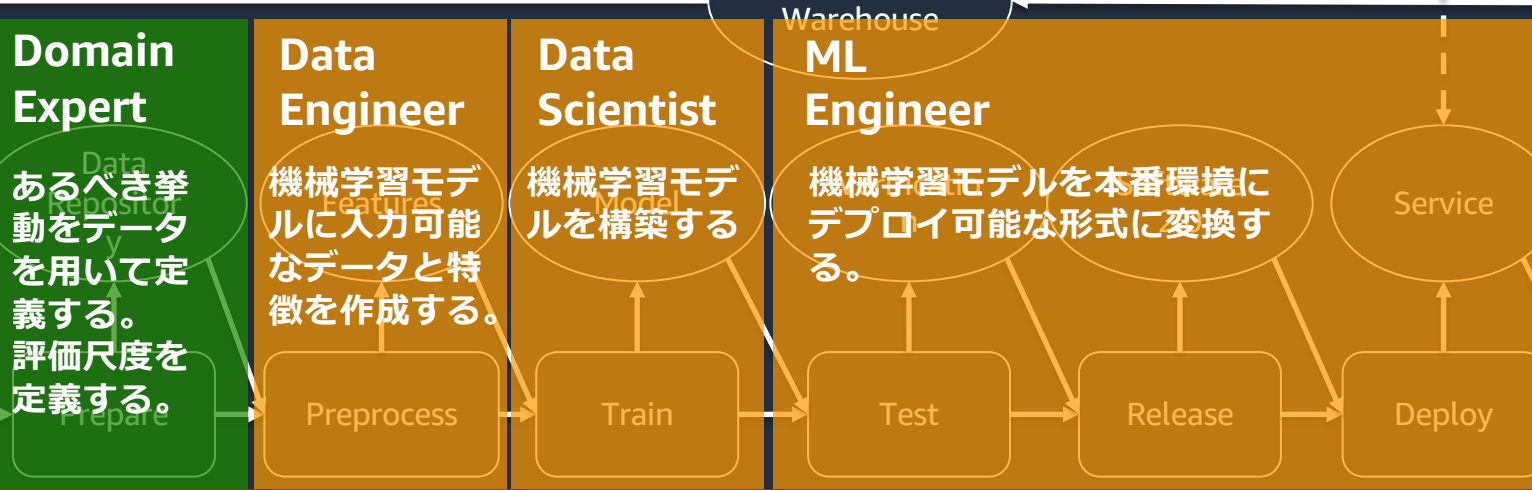 Warehouse
Domain
Expert
Data
Repositor
y
あるべき挙
動をデータ
を用いて定
義する。
評価尺度を
定義する。
Prepare
Data
Engineer
Features
機械学習モデ
ルに入力可能
なデータと特
徴を作成する。
Preprocess
Data
Scientist
Model
機械学習モデ
ルを構築する
Train
ML
Engineer
機械学習モデルを本番環境に
デプロイ可能な形式に変換す
る。
Test
Release
Service
Deploy